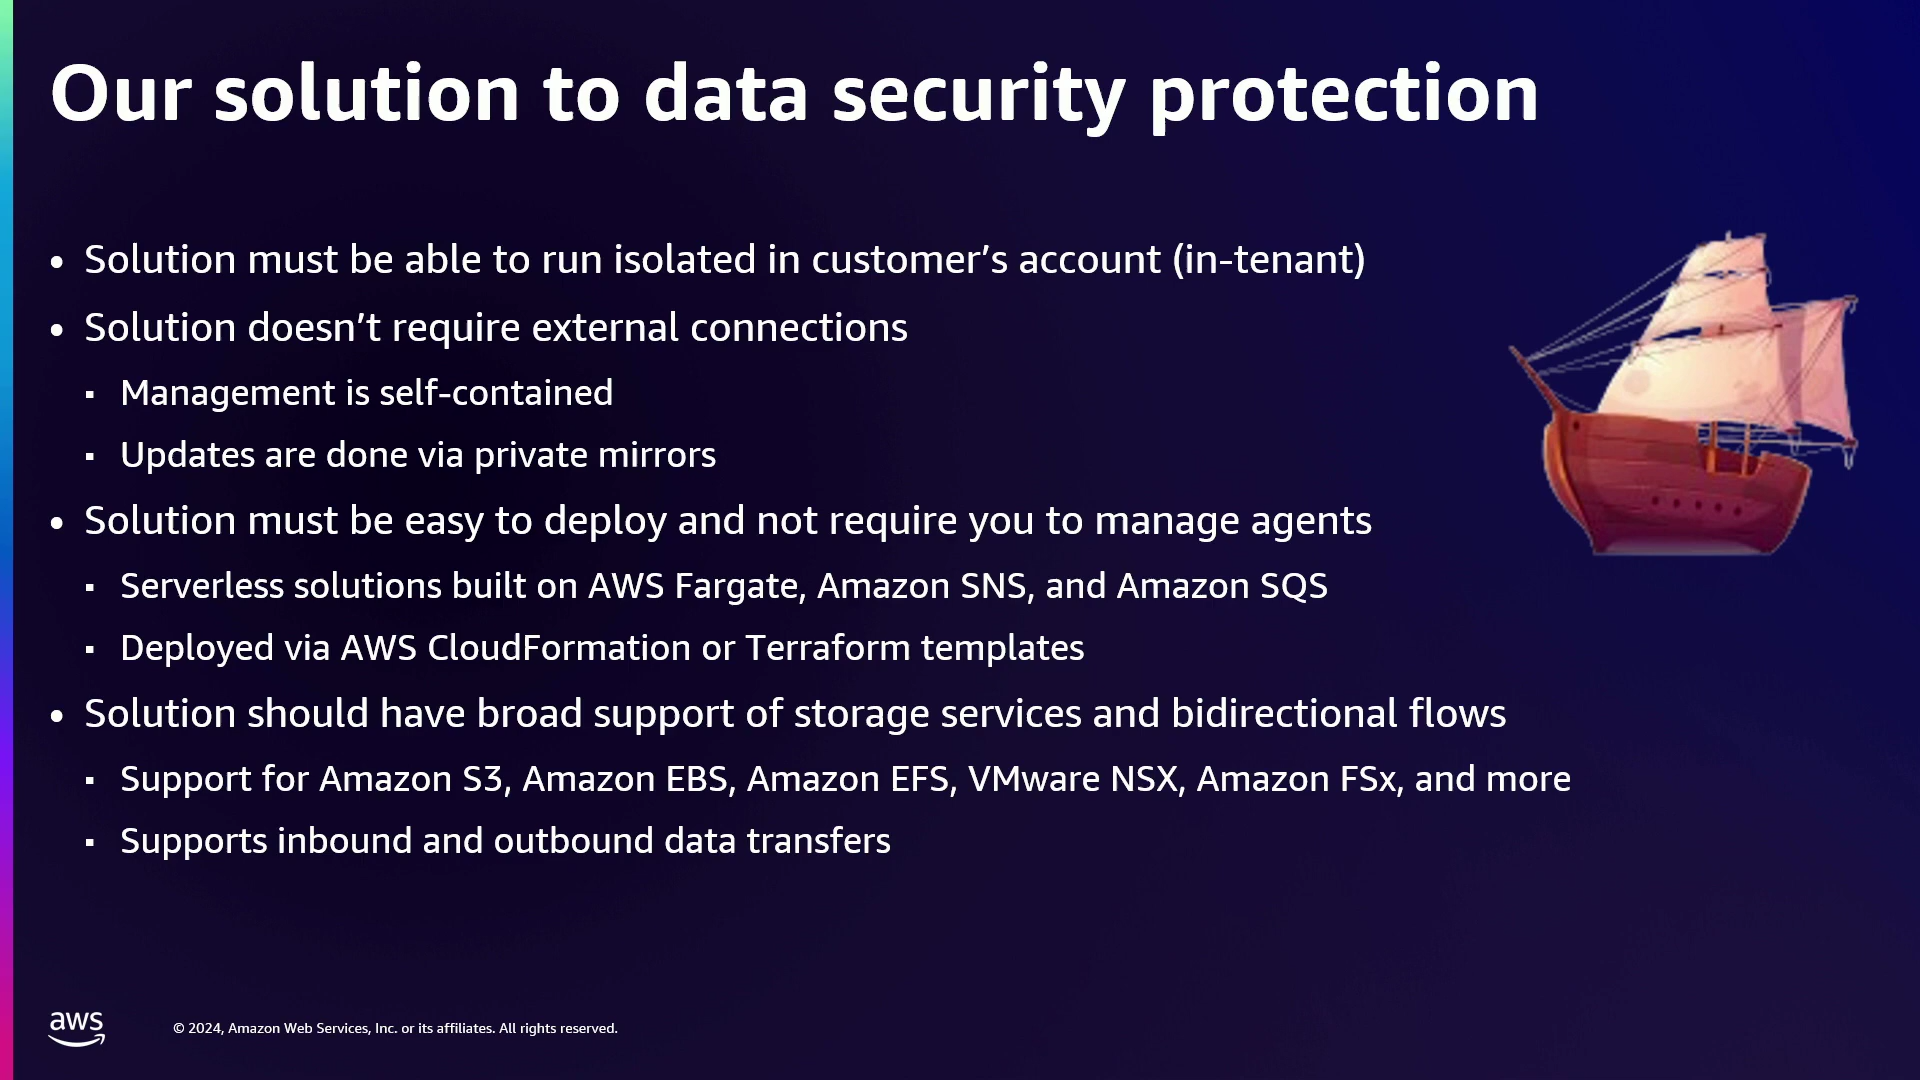 Our solution to data security protection
• Solution must be able to run isolated in customer’s account (in-tenant)
• Solution doesn’t require external connections
▪ Management is self-contained
▪ Updates are done via private mirrors
• Solution must be easy to deploy and not require you to manage agents
▪ Serverless solutions built on AWS Fargate, Amazon SNS, and Amazon SQS
▪ Deployed via AWS CloudFormation or Terraform templates
• Solution should have broad support of storage services and bidirectional flows
▪ Support for Amazon S3, Amazon EBS, Amazon EFS, VMware NSX, Amazon FSx, and more
▪ Supports inbound and outbound data transfers
aws
© 2024, Amazon Web Services, Inc. or its affiliates. All rights reserved.